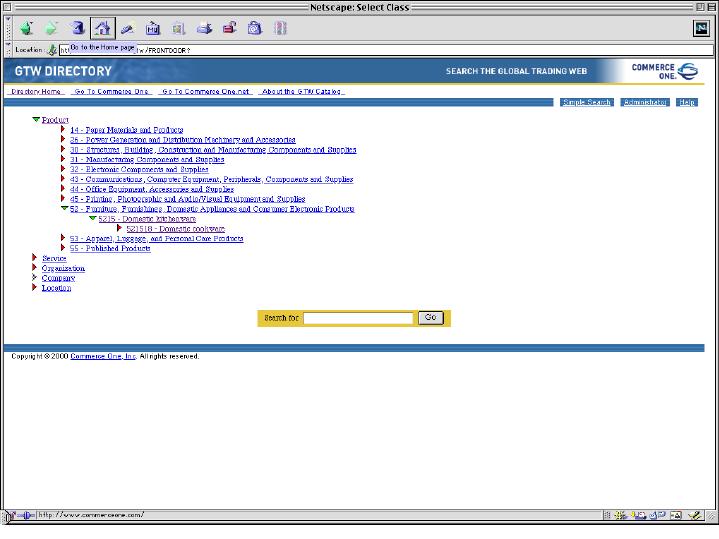 Netscape: Select Class
My
N
Location: Go to the Home page /FRONTDOOR?
GTW DIRECTORY
SEARCH THE GLOBAL TRADING WEB
COMMERCE ONE.
Directory Home Go To Commerce One Go To Commerce One.net About the GTW Catalog
Simple Search Administrator Help
Product
14 - Paper Materials and Products
26 - Power Generation and Distribution Machinery and Accessories
30 - Structures, Building, Construction and Manufacturing Components and Supplies
31 - Manufacturing Components and Supplies
32 - Electronic Components and Supplies
43 - Communications, Computer Equipment, Peripherals, Components and Supplies
44 - Office Equipment, Accessories and Supplies
45 - Printing, Photographic and Audio/Visual Equipment and Supplies
52 - Furniture, Furnishings, Domestic Appliances and Consumer Electronic Products
5215 - Domestic kitchenware
521518 - Domestic cookware
53 - Apparel, Luggage, and Personal Care Products
55 - Published Products
Service
Organization
Company
Location
Search for Go
Copyright © 2000 Commerce One, Inc. All rights reserved.
http://www.commerceone.com/